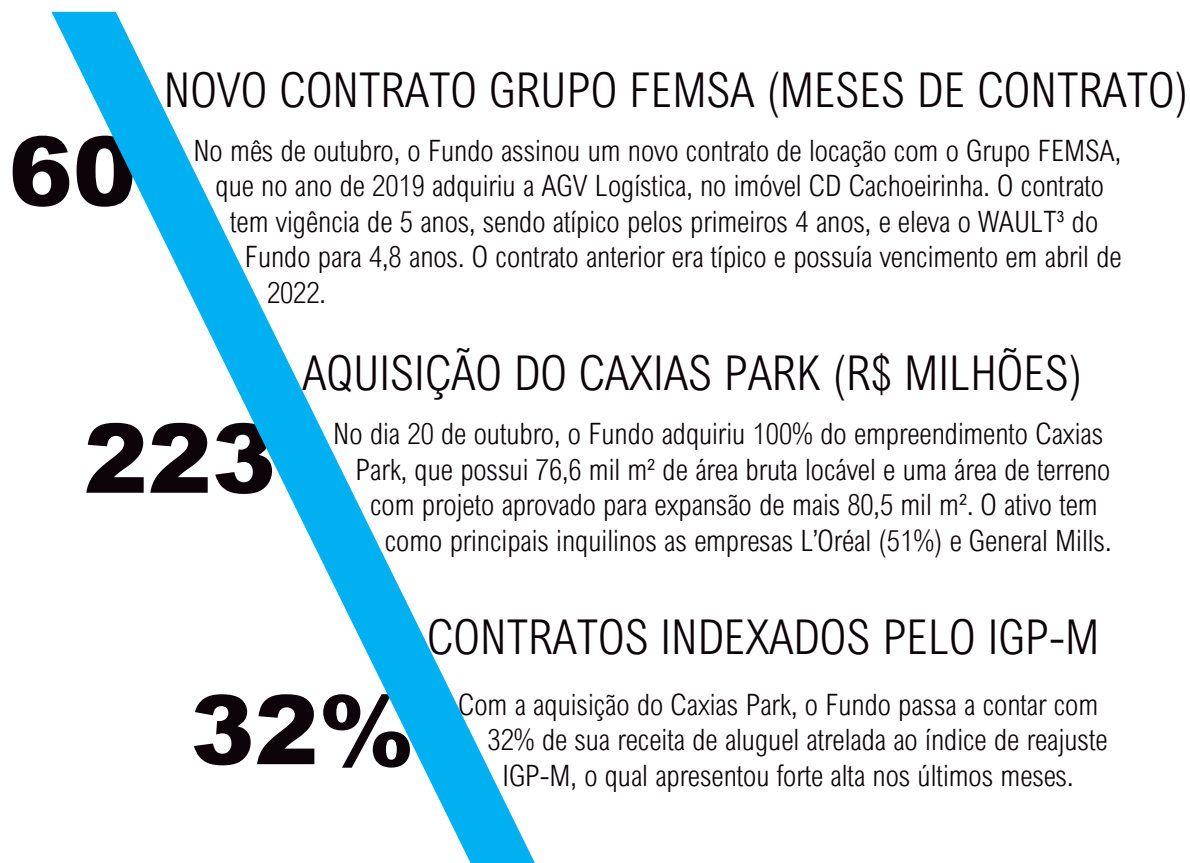 NOVO CONTRATO GRUPO FEMSA (MESES DE CONTRATO)
60
No mês de outubro, o Fundo assinou um novo contrato de locação com o Grupo FEMSA,
que no ano de 2019 adquiriu a AGV Logística, no imóvel CD Cachoeirinha. O contrato
tem vigência de 5 anos, sendo atípico pelos primeiros 4 anos, e eleva o WAULT³ do
Fundo para 4,8 anos. O contrato anterior era típico e possuía vencimento em abril de
2022.
AQUISIÇÃO DO CAXIAS PARK (R$ MILHÕES)
223
No dia 20 de outubro, o Fundo adquiriu 100% do empreendimento Caxias
Park, que possui 76,6 mil m² de área bruta locável e uma área de terreno
com projeto aprovado para expansão de mais 80,5 mil m². O ativo tem
como principais inquilinos as empresas L’Oréal (51%) e General Mills.
CONTRATOS INDEXADOS PELO IGP-M
32%
Com a aquisição do Caxias Park, o Fundo passa a contar com
32% de sua receita de aluguel atrelada ao índice de reajuste
IGP-M, o qual apresentou forte alta nos últimos meses.